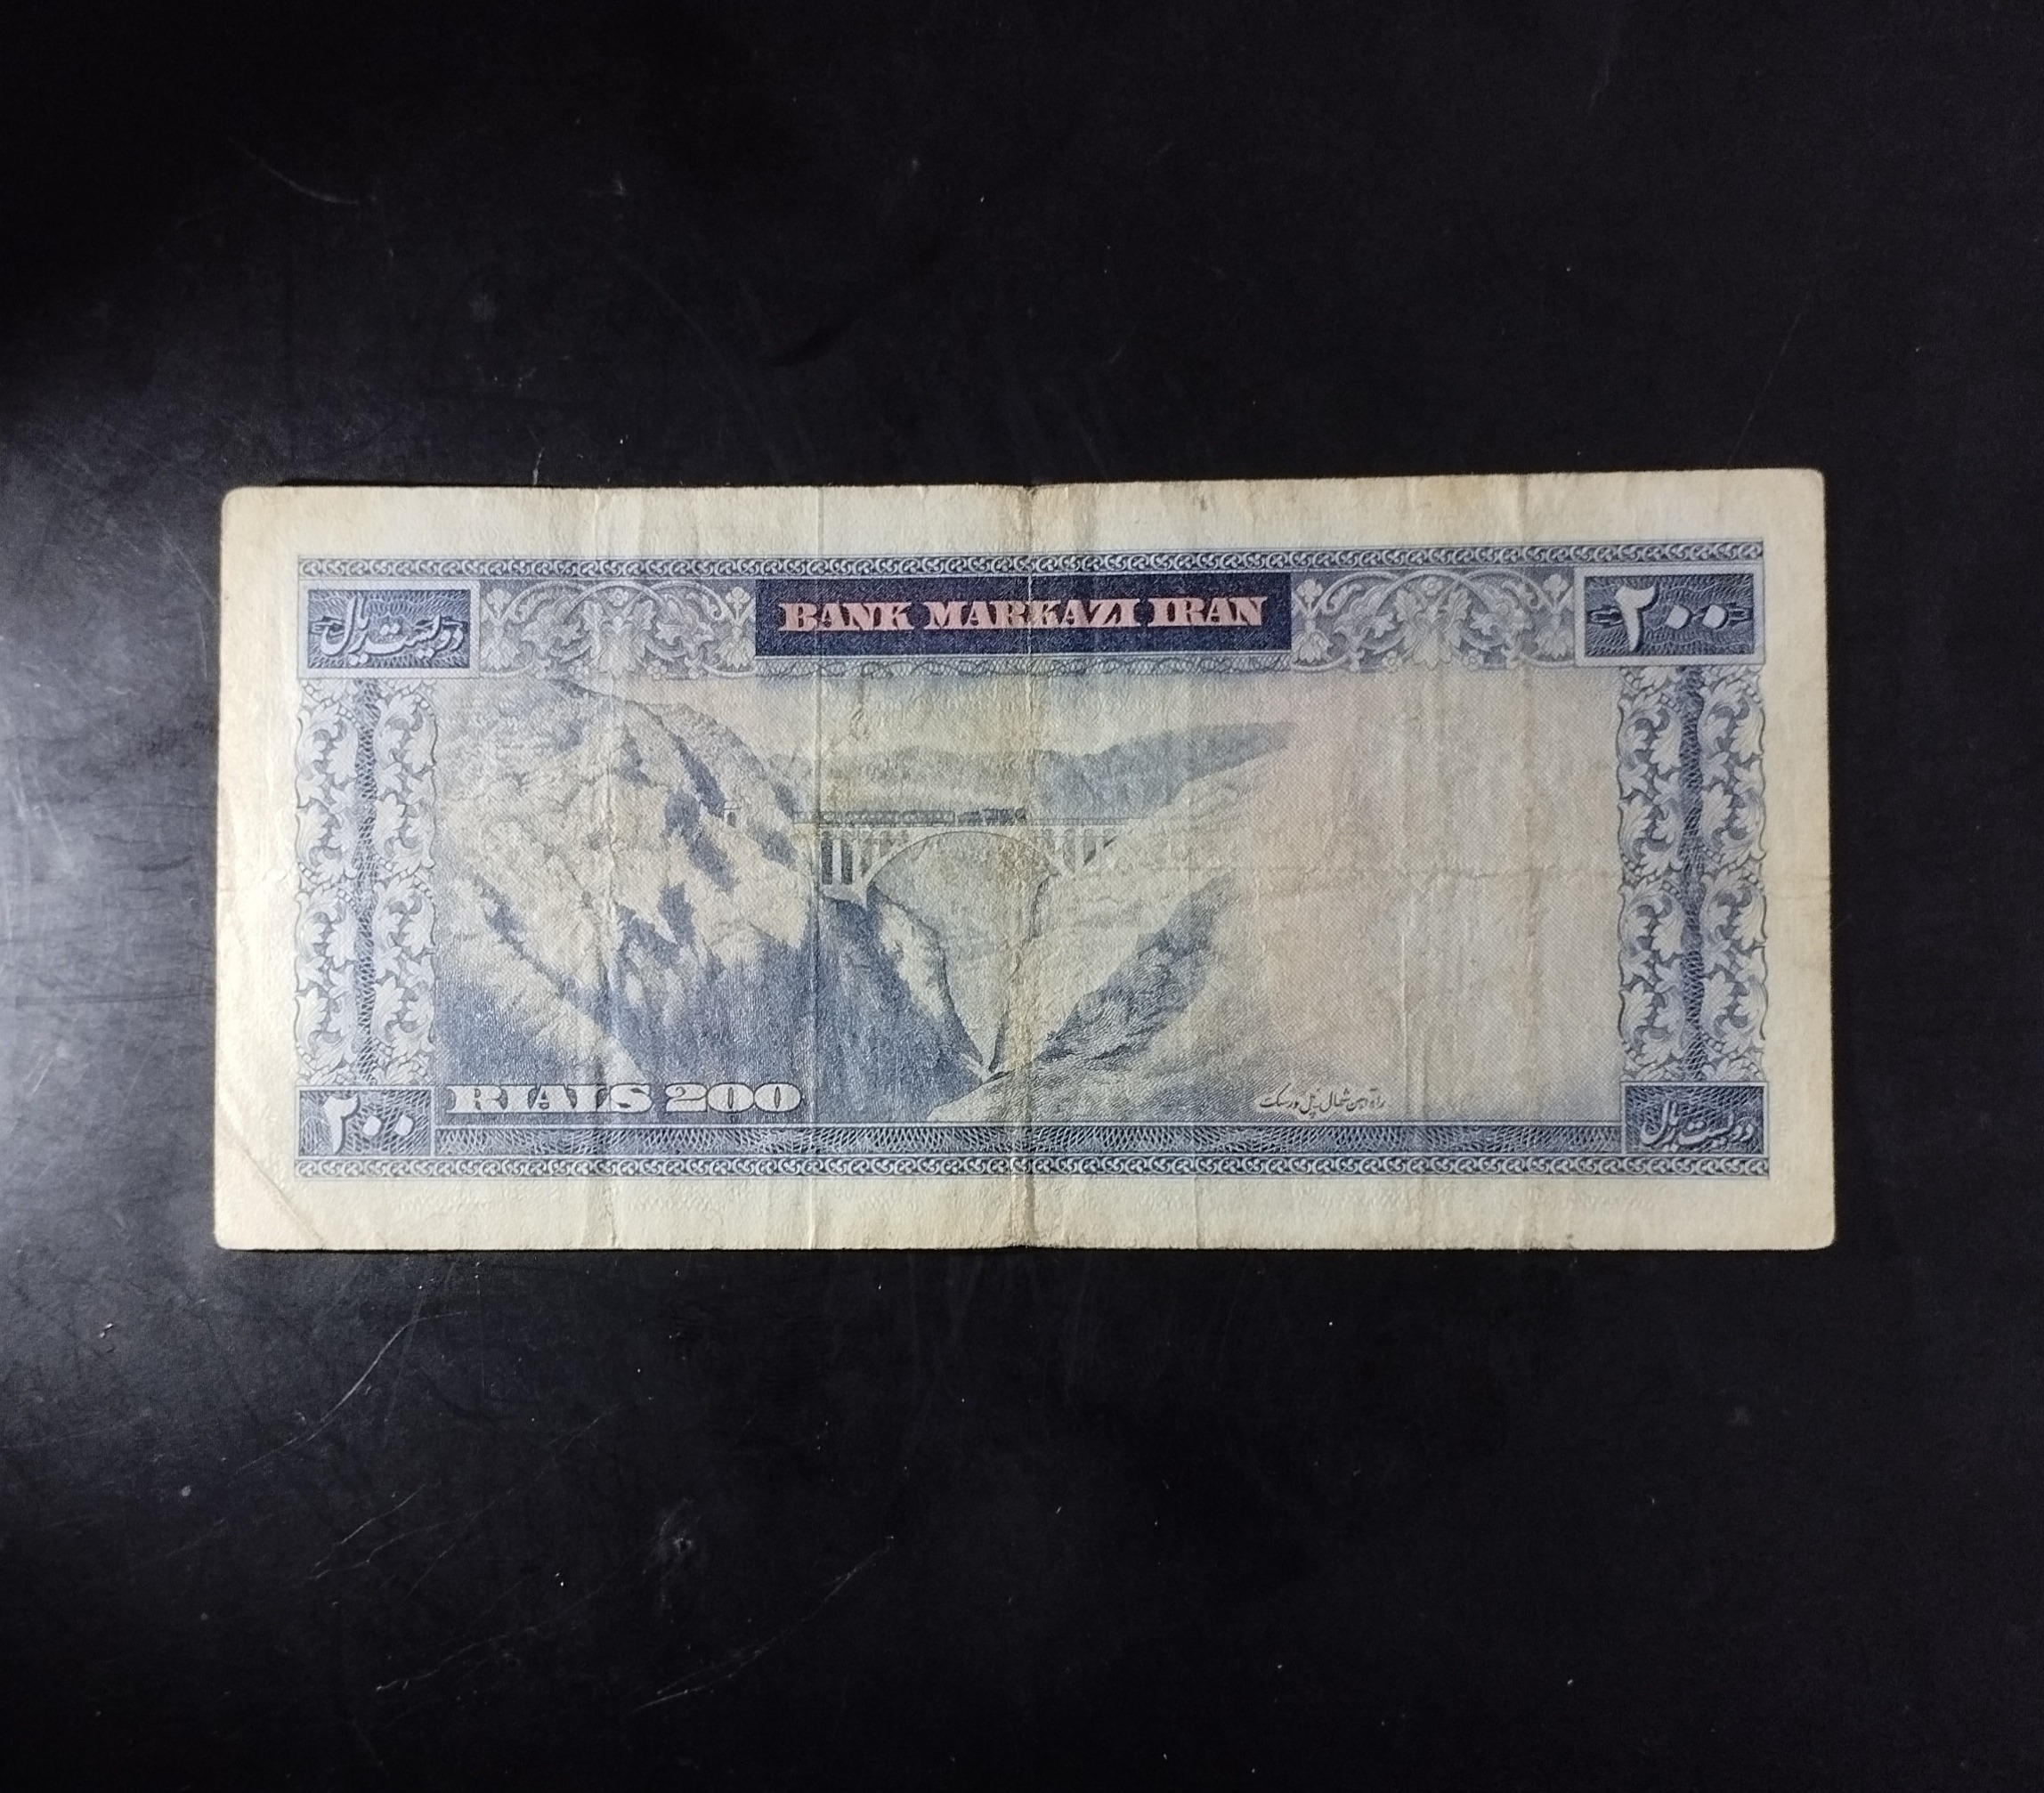 دویست ریال
BANK MARKAZI IRAN
۲۰۰
۲۰۰
RIALS 200
راه آهن شمال پل ورسک
دویست ریال